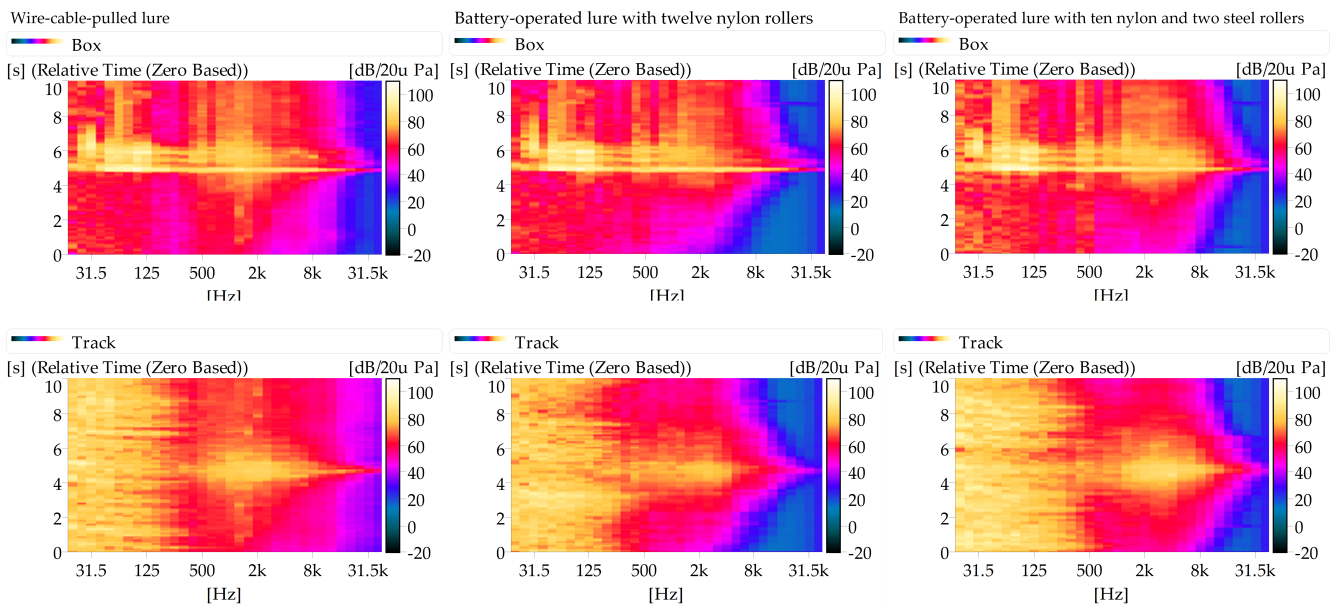 Wire-cable-pulled lure
Box
[s] (Relative Time (Zero Based)) [dB/20u Pa]
10 8 6 4 2 0
100 80 60 40 20 0 -20
31.5 125 500 2k 8k 31.5k
[Hz]
Battery-operated lure with twelve nylon rollers
Box
[s] (Relative Time (Zero Based)) [dB/20u Pa]
10 8 6 4 2 0
100 80 60 40 20 0 -20
31.5 125 500 2k 8k 31.5k
[Hz]
Battery-operated lure with ten nylon and two steel rollers
Box
[s] (Relative Time (Zero Based)) [dB/20u Pa]
10 8 6 4 2 0
100 80 60 40 20 0 -20
31.5 125 500 2k 8k 31.5k
[Hz]
Track
[s] (Relative Time (Zero Based)) [dB/20u Pa]
10 8 6 4 2 0
100 80 60 40 20 0 -20
31.5 125 500 2k 8k 31.5k
[Hz]
Track
[s] (Relative Time (Zero Based)) [dB/20u Pa]
10 8 6 4 2 0
100 80 60 40 20 0 -20
31.5 125 500 2k 8k 31.5k
[Hz]
Track
[s] (Relative Time (Zero Based)) [dB/20u Pa]
10 8 6 4 2 0
100 80 60 40 20 0 -20
31.5 125 500 2k 8k 31.5k
[Hz]